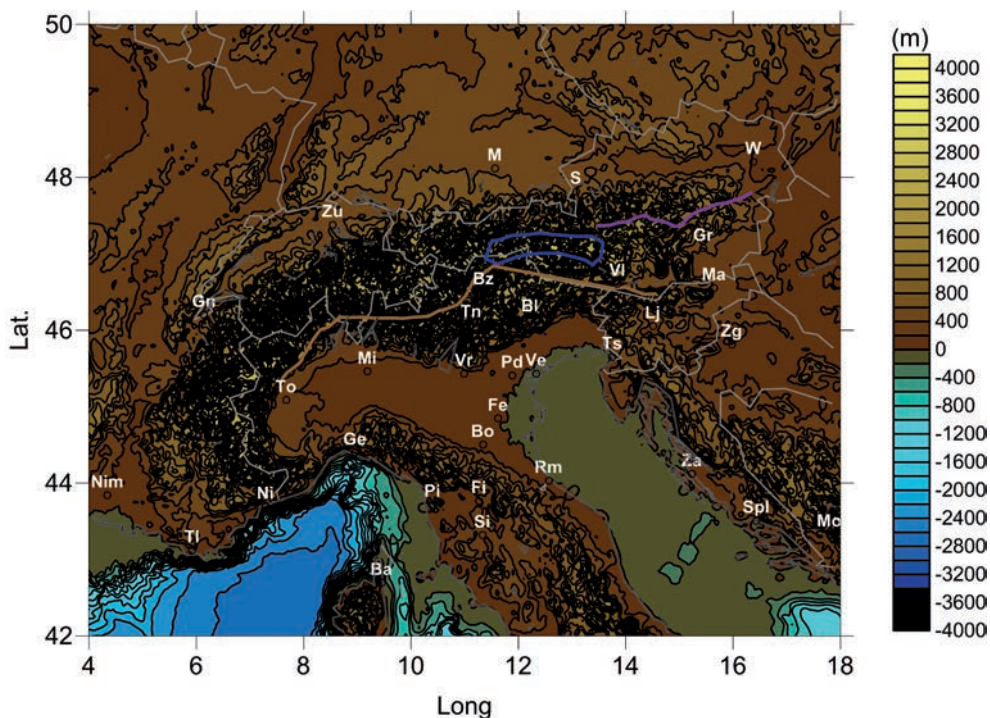 50
48
46
44
42
Lat.
4
6
8
10
12
14
16
18
Long
M
S
W
Zu
Gr
Gn
Bz
Vl
Ma
Tn
Bl
Lj
Mi
Vr
Pd
Ve
Ts
Zg
To
Fe
Ge
Bo
Rm
Za
Nim
Ni
Pi
Fi
Spl
Mo
Tl
Si
Ba
(m)
4000
3600
3200
2800
2400
2000
1600
1200
800
400
0
-400
-800
-1200
-1600
-2000
-2400
-2800
-3200
-3600
-4000